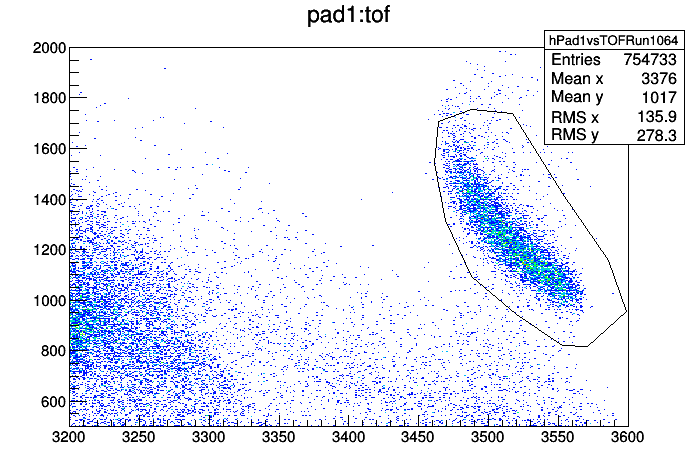 pad1:tof
hPad1vsTOFRun1064
Entries 754733
Mean x 3376
Mean y 1017
RMS x 135.9
RMS y 278.3
2000
1800
1600
1400
1200
1000
800
600
3200 3250 3300 3350 3400 3450 3500 3550 3600